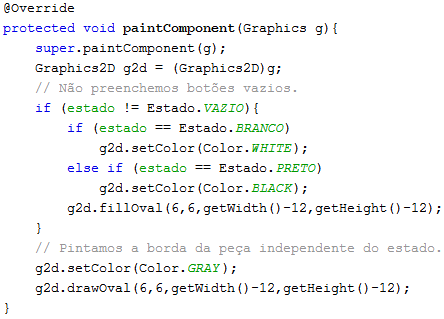 @Override
protected void paintComponent(Graphics g){
    super.paintComponent(g);
    Graphics2D g2d = (Graphics2D)g;
    // Não preenchemos botões vazios.
    if (estado != Estado.VAZIO){
        if (estado == Estado.BRANCO)
            g2d.setColor(Color.WHITE);
        else if (estado == Estado.PRETO)
            g2d.setColor(Color.BLACK);
        g2d.fillOval(6,6,getWidth()-12,getHeight()-12);
    }
    // Pintamos a borda da peça independente do estado.
    g2d.setColor(Color.GRAY);
    g2d.drawOval(6,6,getWidth()-12,getHeight()-12);
}